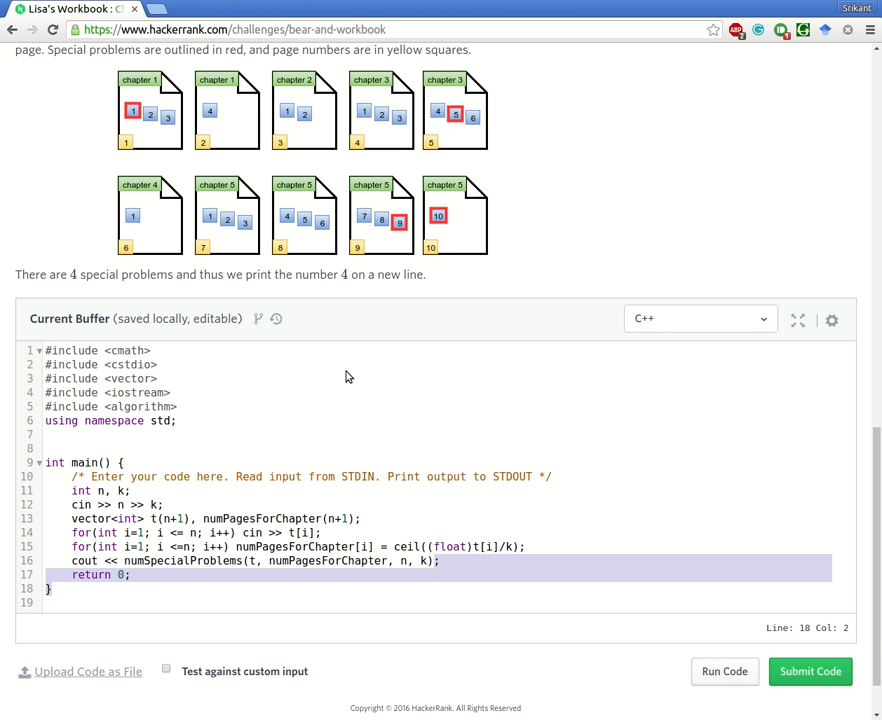 Lisa's Workbook : Ch
Srikant
https://www.hackerrank.com/challenges/bear-and-workbook
page. Special problems are outlined in red, and page numbers are in yellow squares.
chapter 1 chapter 1 chapter 2 chapter 3 chapter 3
1 2 3 4 1 2 1 2 3 4 5 6
1 2 3 4 5
chapter 4 chapter 5 chapter 5 chapter 5 chapter 5
1 1 2 3 4 5 6 7 8 9 10
6 7 8 9 10
There are 4 special problems and thus we print the number 4 on a new line.
Current Buffer (saved locally, editable) C++
1 #include <cmath>
2 #include <cstdio>
3 #include <vector>
4 #include <iostream>
5 #include <algorithm>
6 using namespace std;
7
8
9 int main() {
10 /* Enter your code here. Read input from STDIN. Print output to STDOUT */
11 int n, k;
12 cin >> n >> k;
13 vector<int> t(n+1), numPagesForChapter(n+1);
14 for(int i=1; i <= n; i++) cin >> t[i];
15 for(int i=1; i <=n; i++) numPagesForChapter[i] = ceil((float)t[i]/k);
16 cout << numSpecialProblems(t, numPagesForChapter, n, k);
17 return 0;
18 }
19
Line: 18 Col: 2
Upload Code as File Test against custom input Run Code Submit Code
Copyright © 2016 HackerRank. All Rights Reserved